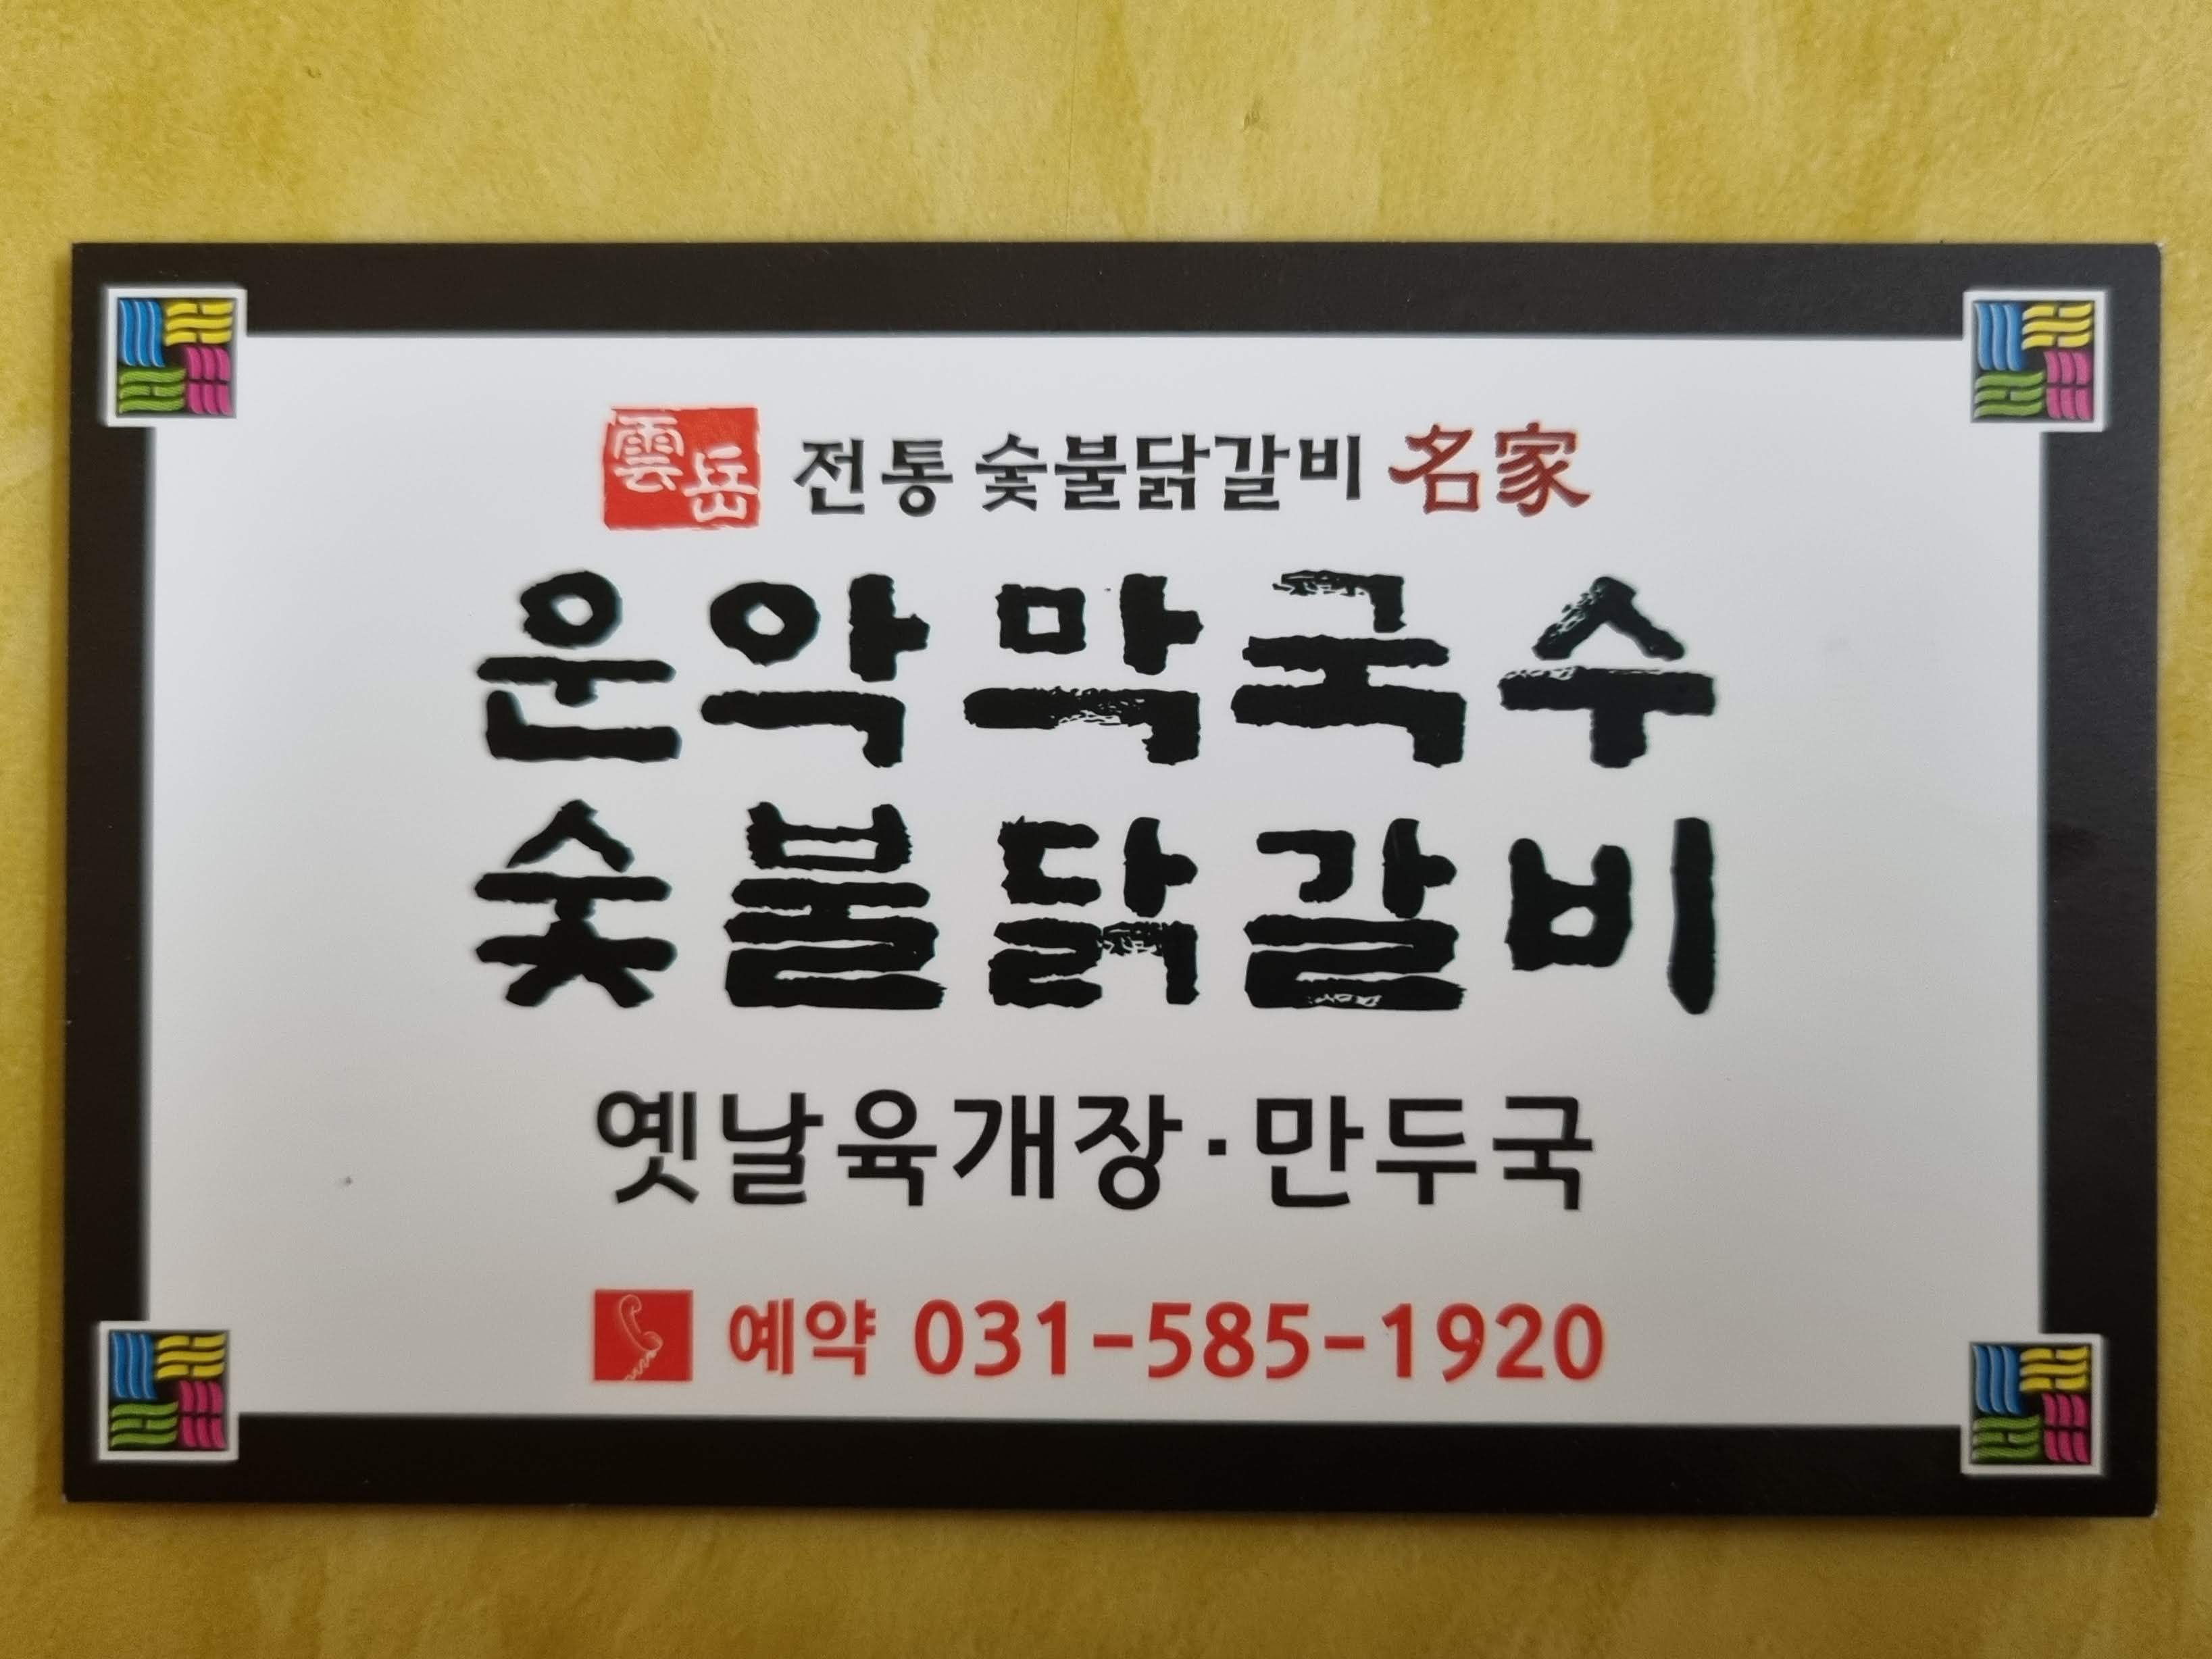 雲岳 전통 숯불닭갈비 名家
운악막국수
숯불닭갈비
옛날육개장·만두국
예약 031-585-1920